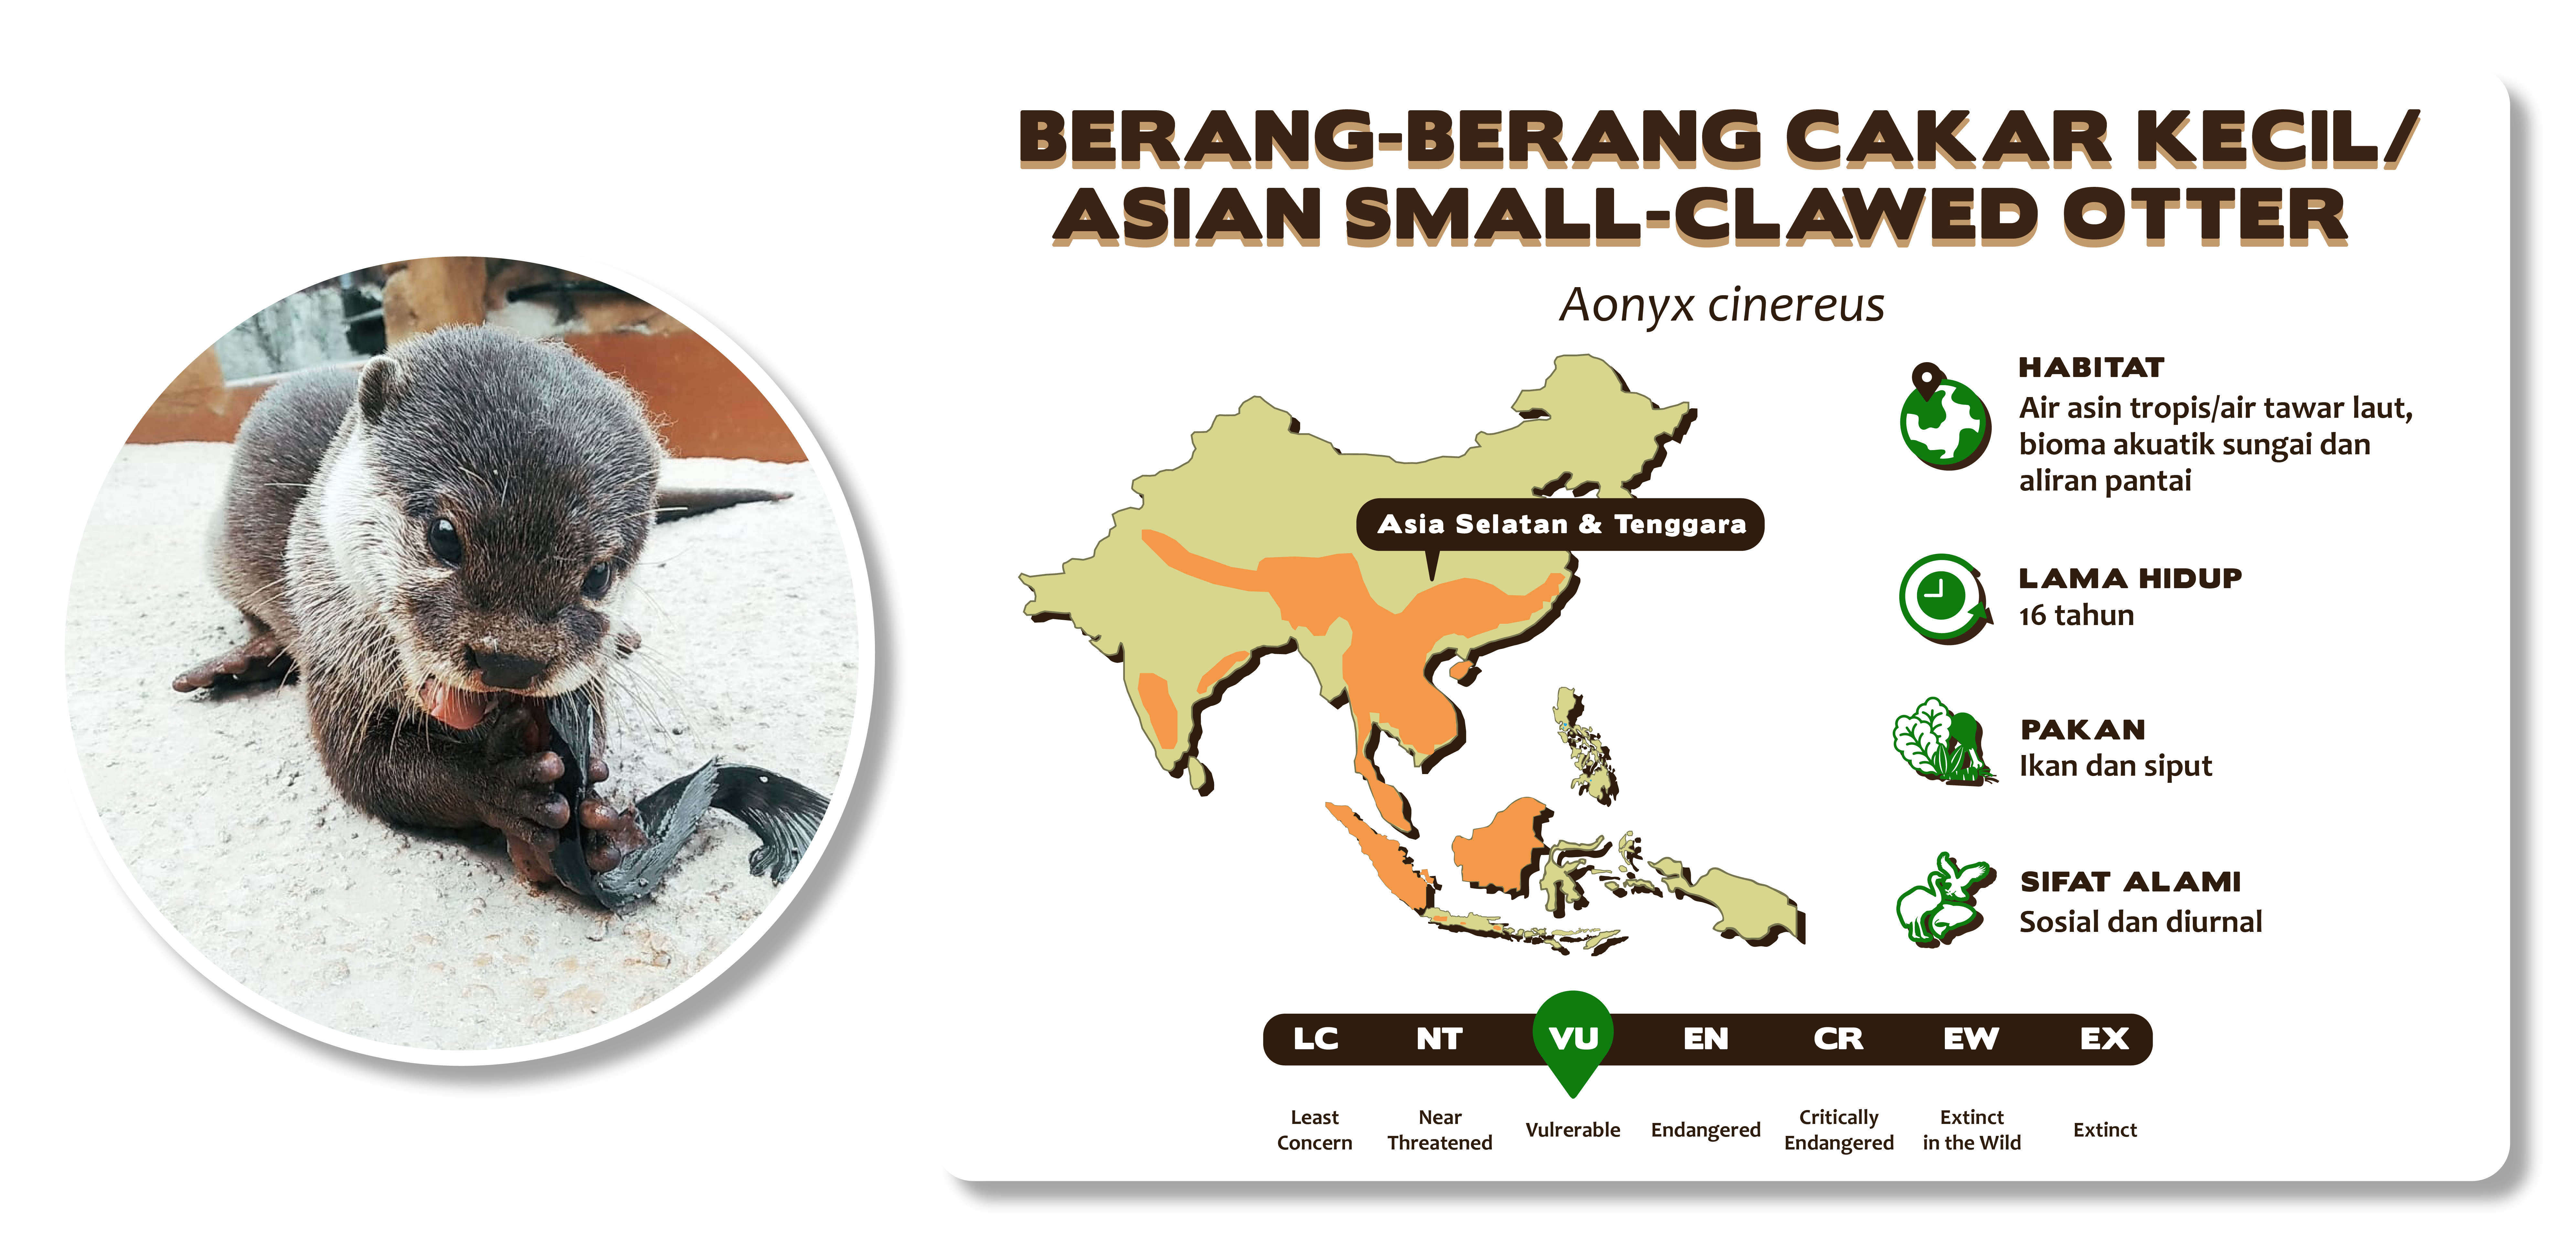 BERANG-BERANG CAKAR KECIL/
ASIAN SMALL-CLAWED OTTER
Aonyx cinereus
Asia Selatan & Tenggara
HABITAT
Air asin tropis/air tawar laut,
bioma akuatik sungai dan
aliran pantai
LAMA HIDUP
16 tahun
PAKAN
Ikan dan siput
SIFAT ALAMI
Sosial dan diurnal
LC NT VU EN CR EW EX
Least Concern
Near Threatened
Vulrerable
Endangered
Critically Endangered
Extinct in the Wild
Extinct